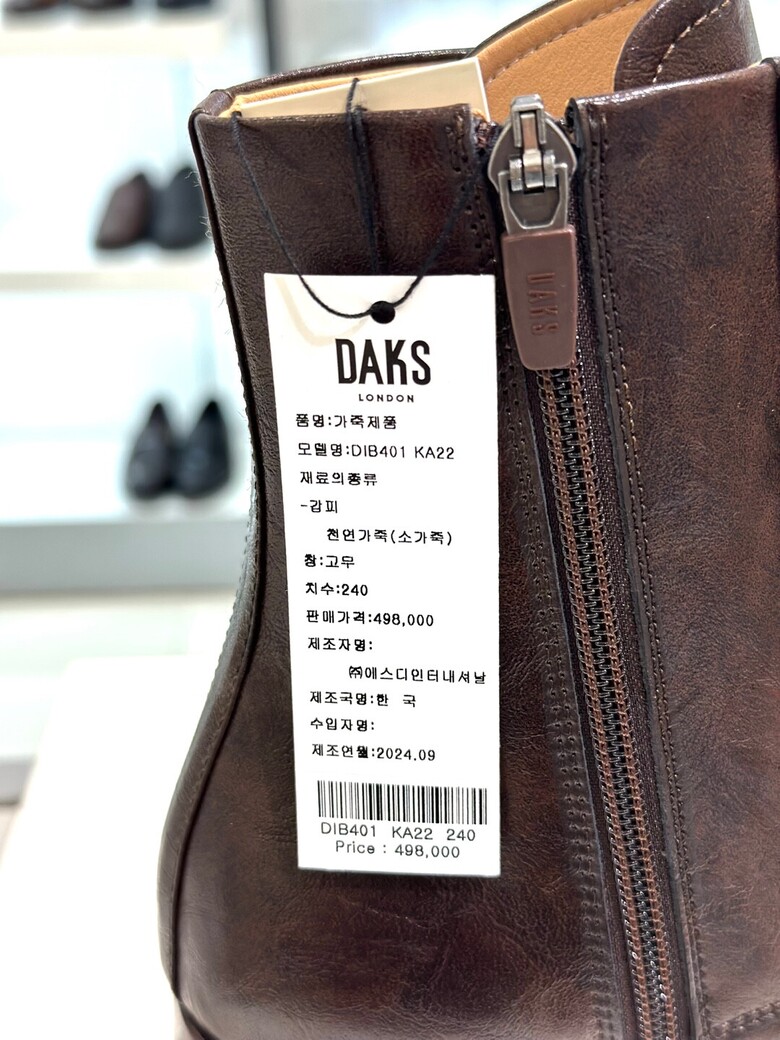 DAKS
LONDON
품명:가죽제품
모델명:DIB401 KA22
재료의종류
-갑피
천연가죽(소가죽)
창:고무
치수:240
판매가격:498,000
제조자명:
㈜에스디인터내셔날
제조국명:한 국
수입자명:
제조연월:2024.09
DIB401 KA22 240
Price : 498,000
DAKS